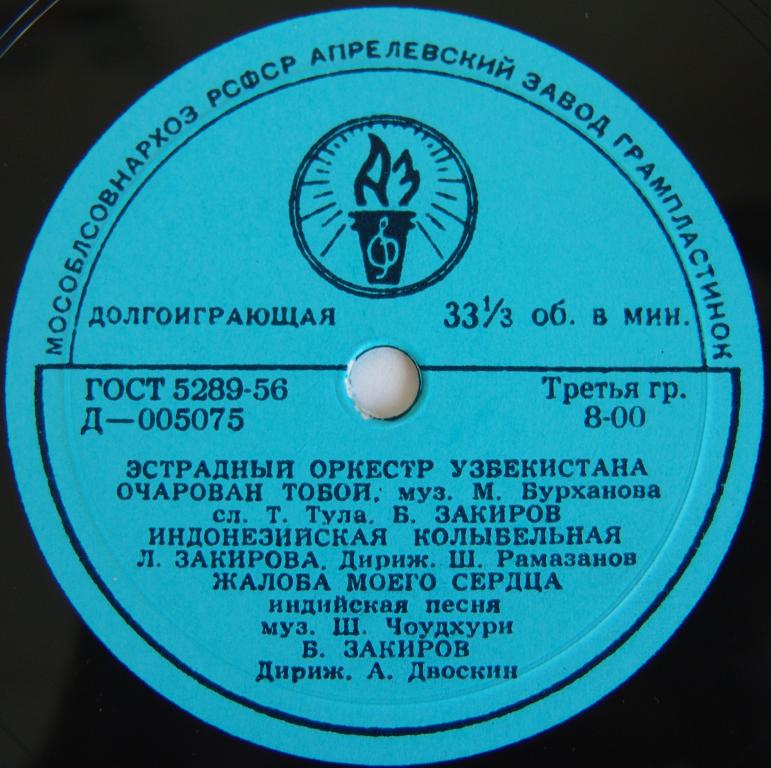 МОСОБЛСОВНАРХОЗ РСФСР АПРЕЛЕВСКИЙ ЗАВОД ГРАМПЛАСТИНОК
АЗ
ДОЛГОИГРАЮЩАЯ 33⅓ об. в мин.
ГОСТ 5289-56 Третья гр.
Д—005075 8-00
ЭСТРАДНЫЙ ОРКЕСТР УЗБЕКИСТАНА
ОЧАРОВАН ТОБОЙ, муз. М. Бурханова
сл. Т. Тула. Б. ЗАКИРОВ
ИНДОНЕЗИЙСКАЯ КОЛЫБЕЛЬНАЯ
Л. ЗАКИРОВА. Дириж. Ш. Рамазанов
ЖАЛОБА МОЕГО СЕРДЦА
индийская песня
муз. Ш. Чоудхури
Б. ЗАКИРОВ
Дириж. А. Двоскин